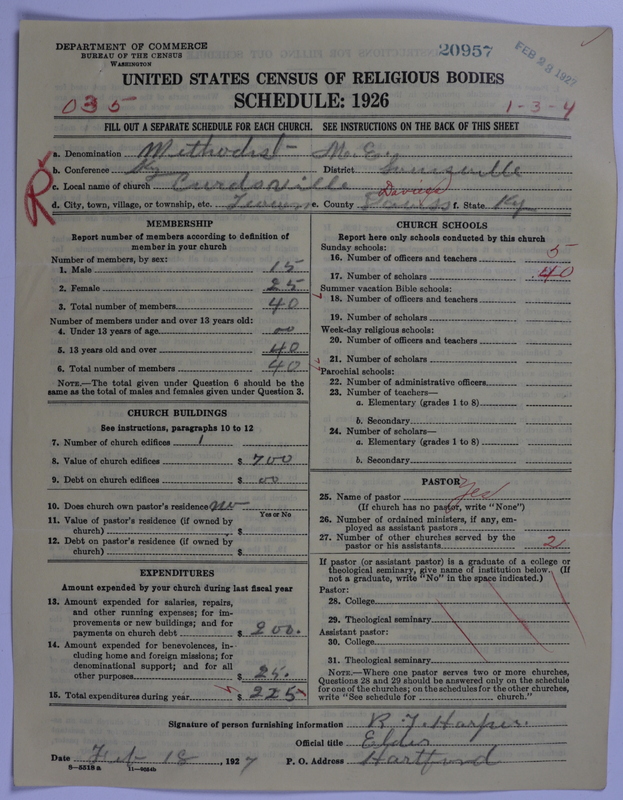 DEPARTMENT OF COMMERCE
BUREAU OF THE CENSUS
WASHINGTON
20957
FEB 23 1927
UNITED STATES CENSUS OF RELIGIOUS BODIES
SCHEDULE: 1926
035
1-3-4
FILL OUT A SEPARATE SCHEDULE FOR EACH CHURCH. SEE INSTRUCTIONS ON THE BACK OF THIS SHEET
R
a. Denomination Methodist
b. Conference Ky District Louisville
c. Local name of church Curdsville
Daviess
d. City, town, village, or township, etc. e. County Daviess f. State Ky
MEMBERSHIP
Report number of members according to definition of
member in your church
Number of members, by sex:
1. Male 15
2. Female 25
3. Total number of members 40
Number of members under and over 13 years old:
4. Under 13 years of age 00
5. 13 years old and over 40
6. Total number of members 40
NOTE.—The total given under Question 6 should be the
same as the total of males and females given under Question 3.
CHURCH BUILDINGS
See instructions, paragraphs 10 to 12
7. Number of church edifices 1
8. Value of church edifices $ 700
9. Debt on church edifices $ 00
10. Does church own pastor's residence no
Yes or No
11. Value of pastor's residence (if owned by
church) $
12. Debt on pastor's residence (if owned by
church) $
EXPENDITURES
Amount expended by your church during last fiscal year
13. Amount expended for salaries, repairs,
and other running expenses; for im-
provements or new buildings; and for
payments on church debt $ 200.
14. Amount expended for benevolences, in-
cluding home and foreign missions; for
denominational support; and for all
other purposes $ 25.
15. Total expenditures during year $ 225
CHURCH SCHOOLS
Report here only schools conducted by this church
Sunday schools:
16. Number of officers and teachers 5
17. Number of scholars 40
Summer vacation Bible schools:
18. Number of officers and teachers
19. Number of scholars
Week-day religious schools:
20. Number of officers and teachers
21. Number of scholars
Parochial schools:
22. Number of administrative officers
23. Number of teachers—
a. Elementary (grades 1 to 8)
b. Secondary
24. Number of scholars—
a. Elementary (grades 1 to 8)
b. Secondary
PASTOR
25. Name of pastor Yes
(If church has no pastor, write "None")
26. Number of ordained ministers, if any, em-
ployed as assistant pastors
27. Number of other churches served by the
pastor or his assistants 2
If pastor (or assistant pastor) is a graduate of a college or
theological seminary, give name of institution below. (If
not a graduate, write "No" in the space indicated.)
Pastor:
28. College
29. Theological seminary
Assistant pastor:
30. College
31. Theological seminary
NOTE.—Where one pastor serves two or more churches,
Questions 28 and 29 should be answered only on the schedule
for one of the churches; on the schedules for the other churches,
write "See schedule for church."
Signature of person furnishing information R. T. Harper
Official title Elder
Date Feb 18, 1927 P. O. Address Hartford